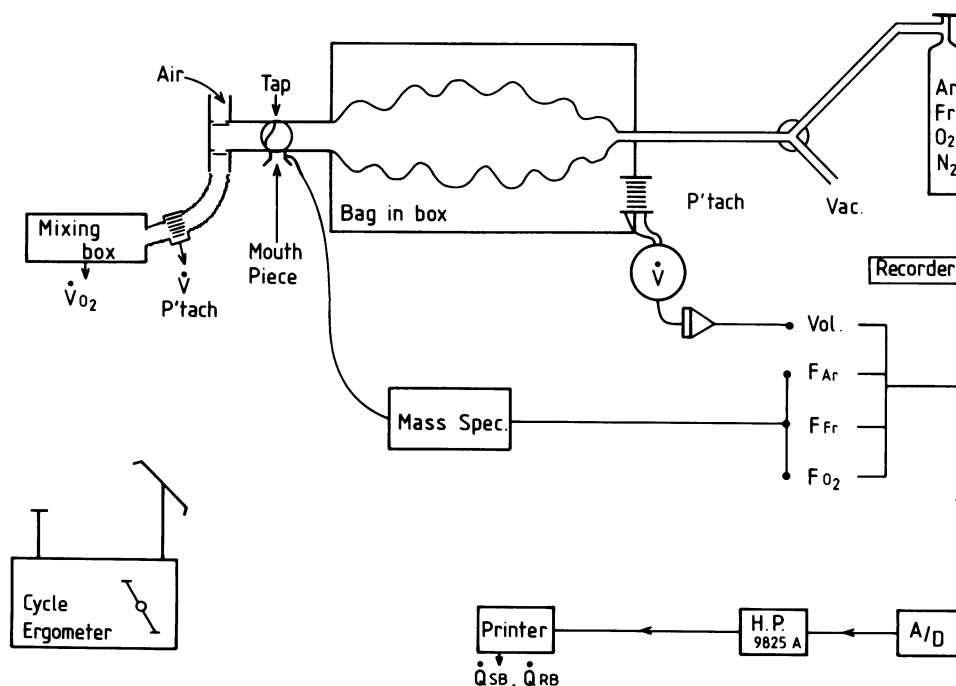 Air
Tap
Ar
Fr
O2
N2
Bag in box
P'tach
Vac.
Mixing
box
Mouth
Piece
V̇
V̇O2
V̇
P'tach
Recorder
Vol.
FAr
Mass Spec.
FFr
FO2
Cycle
Ergometer
Printer
H.P.
9825 A
A/D
Q̇SB, Q̇RB